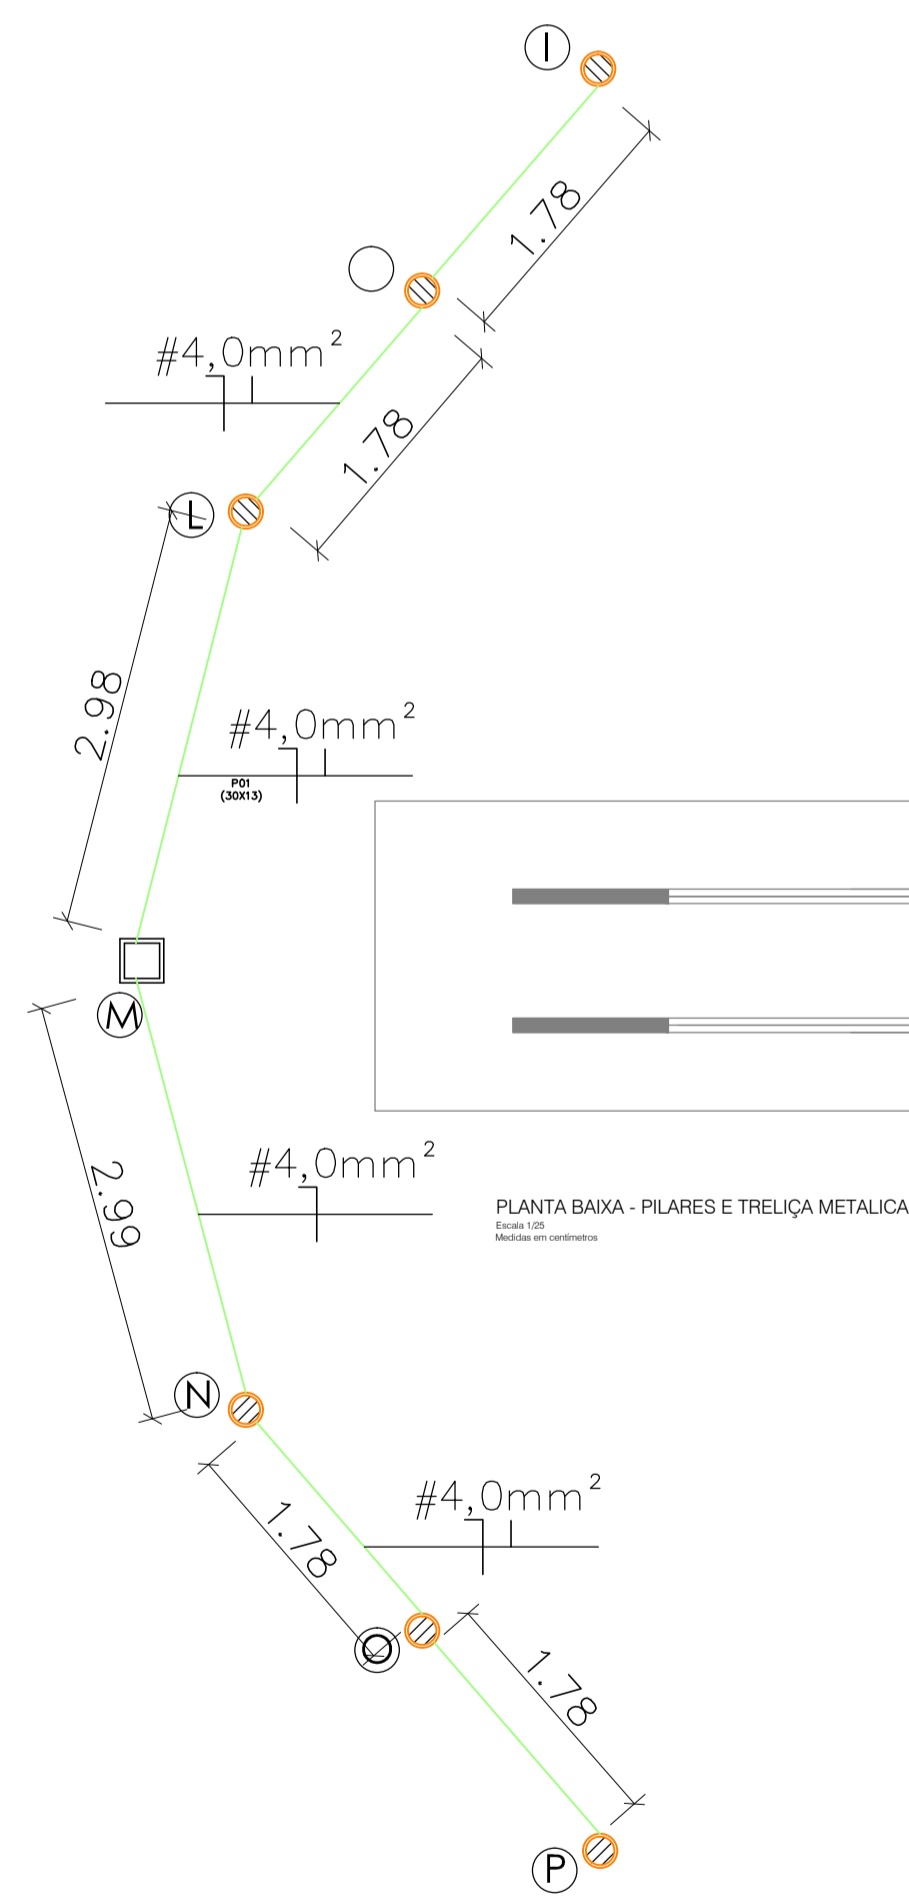 I
1.78
#4,0mm²
1.78
L
2.98
#4,0mm²
P01
(30X13)
M
2.99
#4,0mm²
PLANTA BAIXA - PILARES E TRELIÇA METALICA
Escala 1/25
Medidas em centímetros
N
#4,0mm²
1.78
O
1.78
P